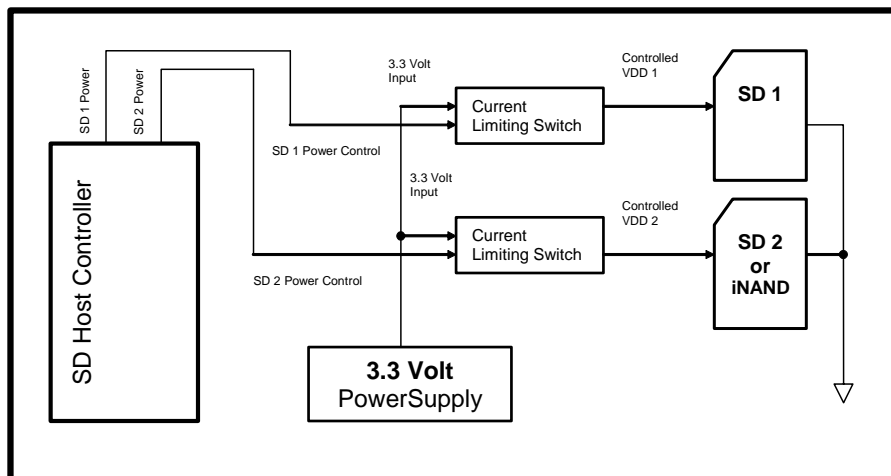 SD 1 Power
SD 2 Power
SD Host Controller
3.3 Volt
Input
Current
Limiting Switch
Controlled
VDD 1
SD 1
SD 1 Power Control
3.3 Volt
Input
Current
Limiting Switch
Controlled
VDD 2
SD 2
or
iNAND
SD 2 Power Control
3.3 Volt
PowerSupply